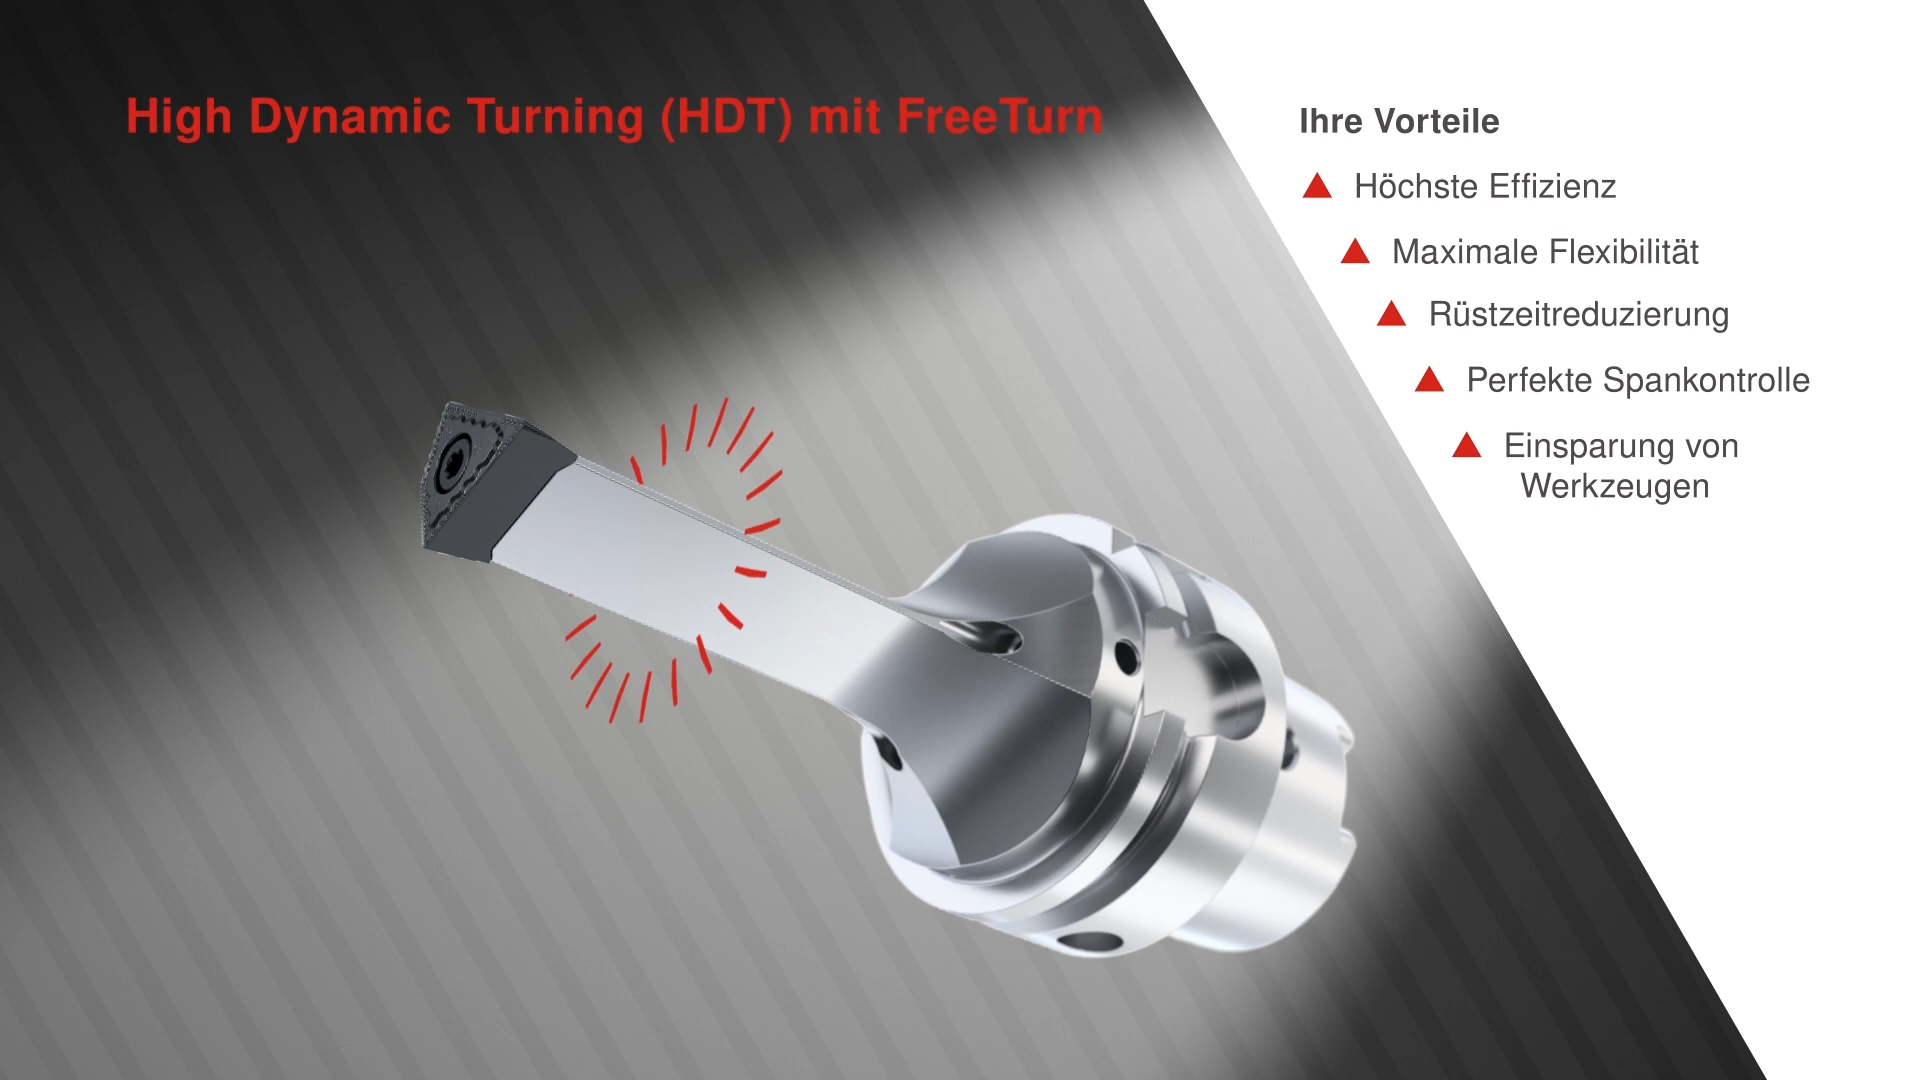 High Dynamic Turning (HDT) mit FreeTurn
Ihre Vorteile
Höchste Effizienz
Maximale Flexibilität
Rüstzeitreduzierung
Perfekte Spankontrolle
Einsparung von
Werkzeugen